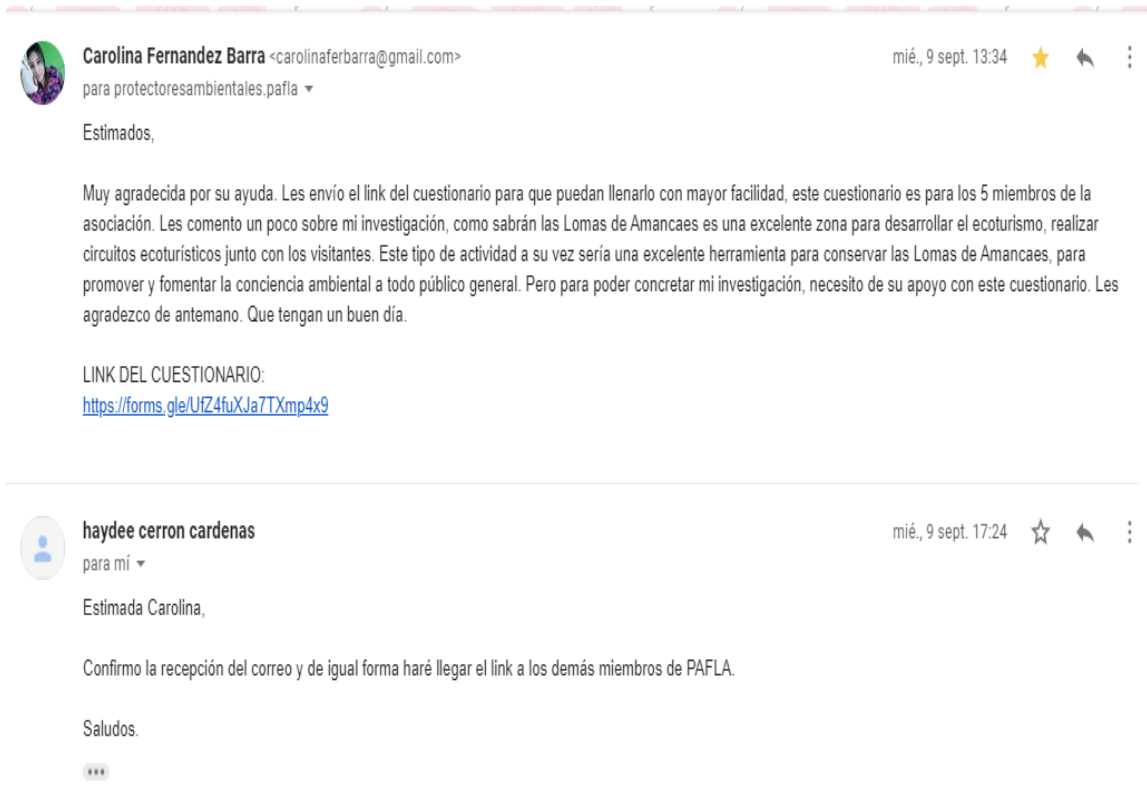 Carolina Fernandez Barra <carolinaferbarra@gmail.com> mié., 9 sept. 13:34
para protectoresambientales.pafla
Estimados,
Muy agradecida por su ayuda. Les envío el link del cuestionario para que puedan llenarlo con mayor facilidad, este cuestionario es para los 5 miembros de la
asociación. Les comento un poco sobre mi investigación, como sabrán las Lomas de Amancaes es una excelente zona para desarrollar el ecoturismo, realizar
circuitos ecoturísticos junto con los visitantes. Este tipo de actividad a su vez sería una excelente herramienta para conservar las Lomas de Amancaes, para
promover y fomentar la conciencia ambiental a todo público general. Pero para poder concretar mi investigación, necesito de su apoyo con este cuestionario. Les
agradezco de antemano. Que tengan un buen día.
LINK DEL CUESTIONARIO:
https://forms.gle/UfZ4fuXJa7TXmp4x9
haydee cerron cardenas mié., 9 sept. 17:24
para mí
Estimada Carolina,
Confirmo la recepción del correo y de igual forma haré llegar el link a los demás miembros de PAFLA.
Saludos.